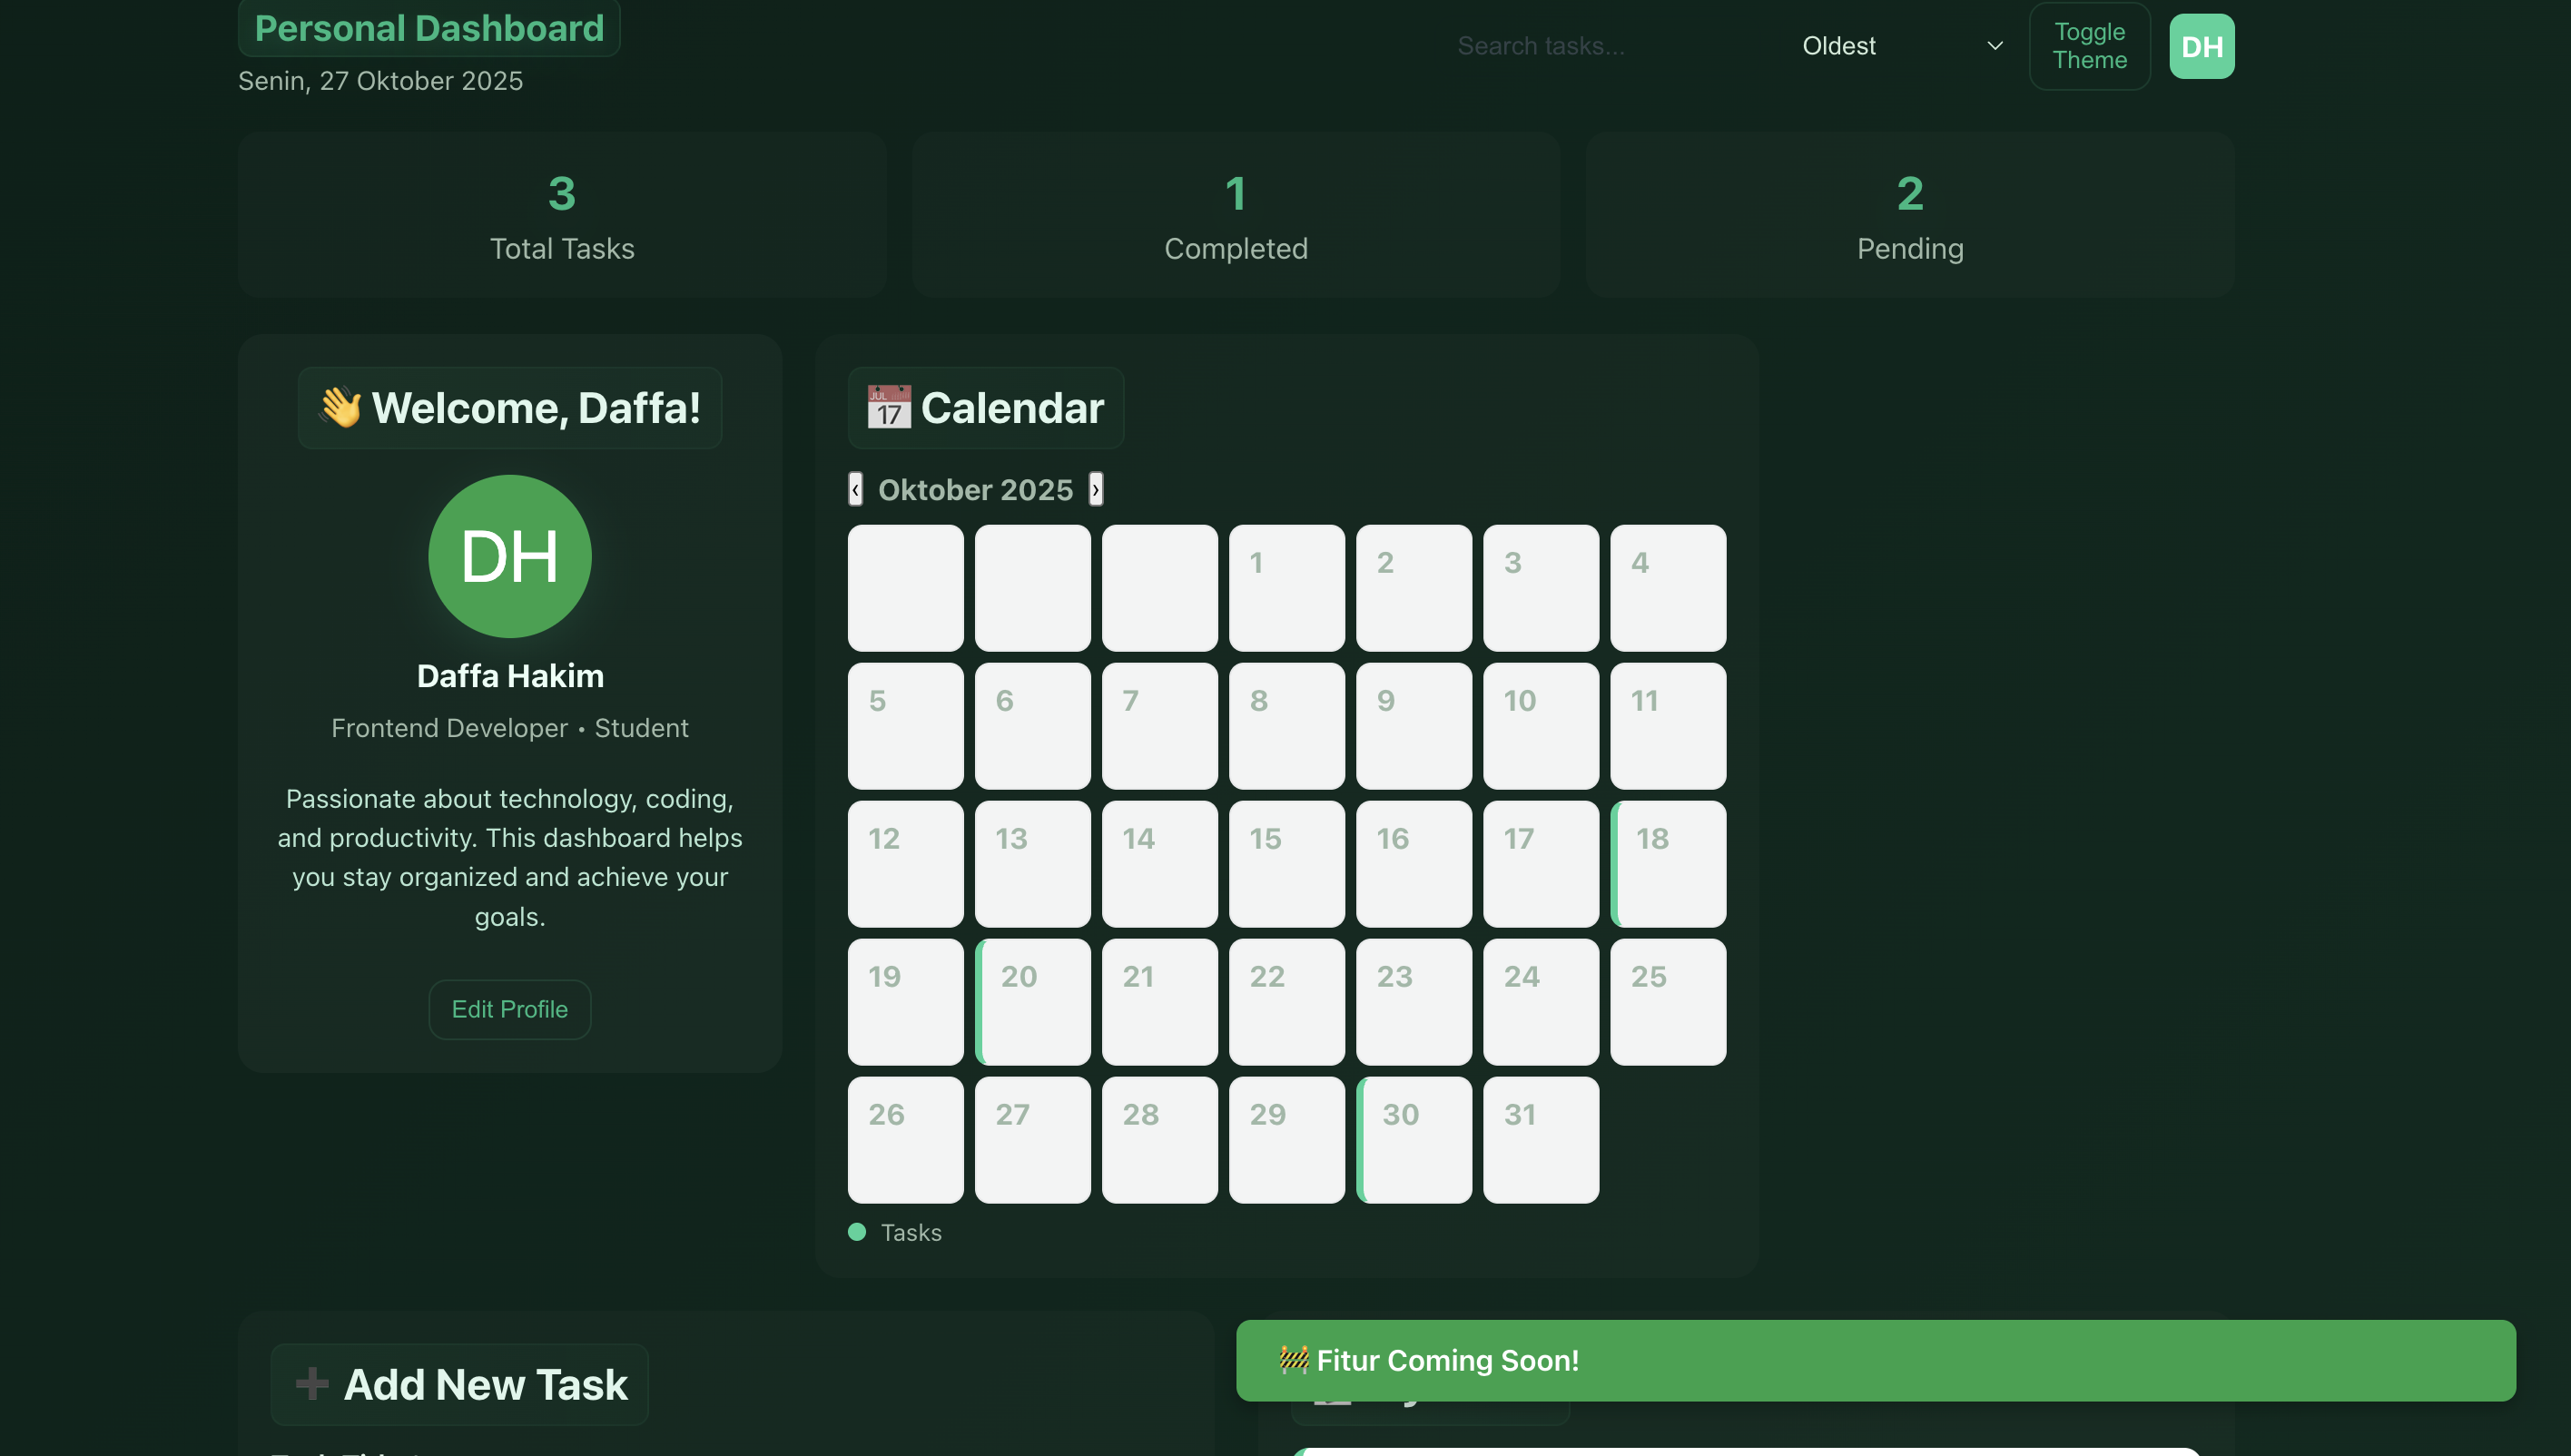 Personal Dashboard
Senin, 27 Oktober 2025
Search tasks...
Oldest
Toggle
Theme
DH
3
Total Tasks
1
Completed
2
Pending
👋 Welcome, Daffa!
DH
Daffa Hakim
Frontend Developer • Student
Passionate about technology, coding,
and productivity. This dashboard helps
you stay organized and achieve your
goals.
Edit Profile
📅 Calendar
‹ Oktober 2025 ›
1 2 3 4
5 6 7 8 9 10 11
12 13 14 15 16 17 18
19 20 21 22 23 24 25
26 27 28 29 30 31
Tasks
➕ Add New Task
🚧 Fitur Coming Soon!